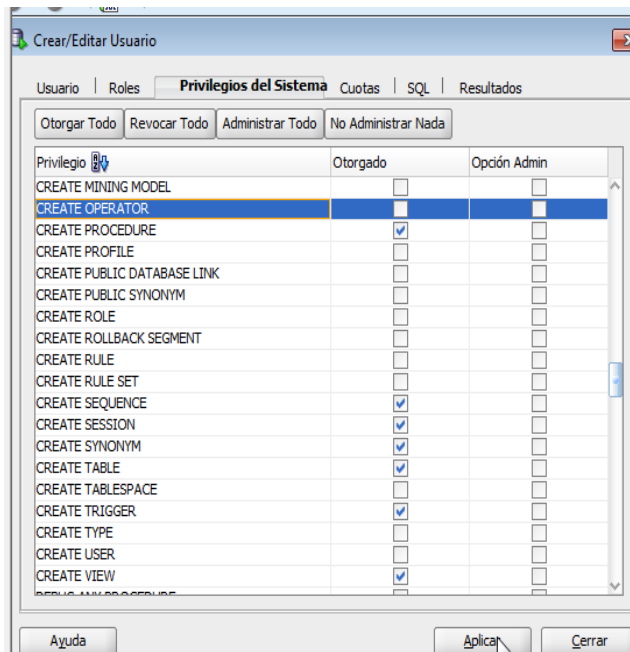 Crear/Editar Usuario
Usuario Roles Privilegios del Sistema Cuotas SQL Resultados
Otorgar Todo Revocar Todo Administrar Todo No Administrar Nada
Privilegio Otorgado Opción Admin
CREATE MINING MODEL
CREATE OPERATOR
CREATE PROCEDURE
CREATE PROFILE
CREATE PUBLIC DATABASE LINK
CREATE PUBLIC SYNONYM
CREATE ROLE
CREATE ROLLBACK SEGMENT
CREATE RULE
CREATE RULE SET
CREATE SEQUENCE
CREATE SESSION
CREATE SYNONYM
CREATE TABLE
CREATE TABLESPACE
CREATE TRIGGER
CREATE TYPE
CREATE USER
CREATE VIEW
DEBUG ANY PROCEDURE
Ayuda Aplicar Cerrar